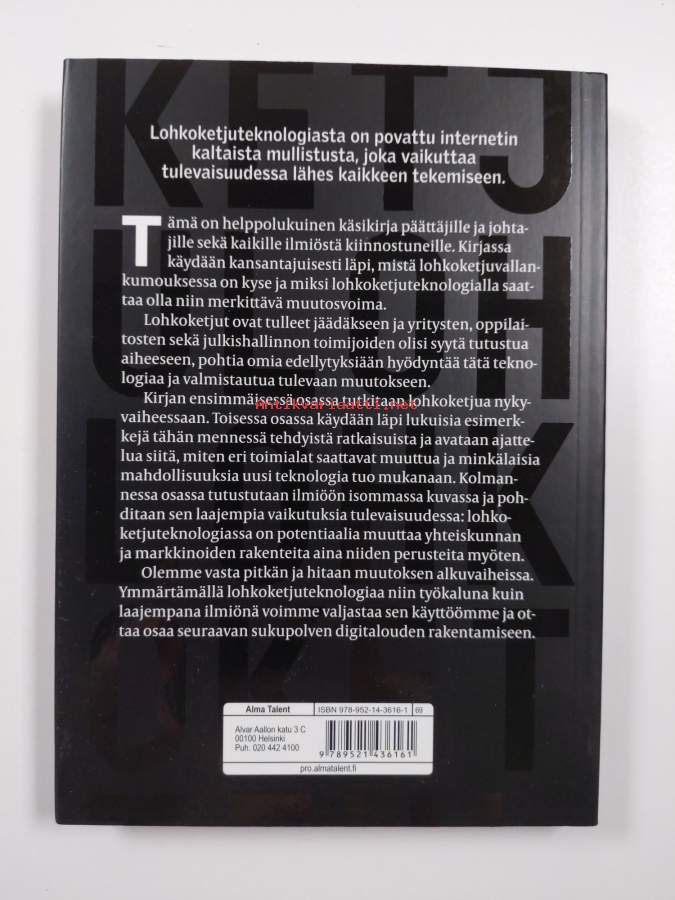 KETJ
Lohkoketjuteknologiasta on povattu internetin
kaltaista mullistusta, joka vaikuttaa
tulevaisuudessa lähes kaikkeen tekemiseen.
Tämä on helppolukuinen käsikirja päättäjille ja johta-
jille sekä kaikille ilmiöstä kiinnostuneille. Kirjassa
käydään kansantajuisesti läpi, mistä lohkoketjuvallan-
kumouksessa on kyse ja miksi lohkoketjuteknologialla saat-
taa olla niin merkittävä muutosvoima.
Lohkoketjut ovat tulleet jäädäkseen ja yritysten, oppilai-
tosten sekä julkishallinnon toimijoiden olisi syytä tutustua
aiheeseen, pohtia omia edellytyksiään hyödyntää tätä tekno-
logiaa ja valmistautua tulevaan muutokseen.
Kirjan ensimmäisessä osassa tutkitaan lohkoketjua nyky-
Antikvariaatti.net
vaiheessaan. Toisessa osassa käydään läpi lukuisia esimerk-
kejä tähän mennessä tehdyistä ratkaisuista ja avataan ajatte-
lua siitä, miten eri toimialat saattavat muuttua ja minkälaisia
mahdollisuuksia uusi teknologia tuo mukanaan. Kolman-
nessa osassa tutustutaan ilmiöön isommassa kuvassa ja poh-
ditaan sen laajempia vaikutuksia tulevaisuudessa: lohko-
ketjuteknologiassa on potentiaalia muuttaa yhteiskunnan
ja markkinoiden rakenteita aina niiden perusteita myöten.
Olemme vasta pitkän ja hitaan muutoksen alkuvaiheissa.
Ymmärtämällä lohkoketjuteknologiaa niin työkaluna kuin
laajempana ilmiönä voimme valjastaa sen käyttöömme ja ot-
taa osaa seuraavan sukupolven digitalouden rakentamiseen.
Alma Talent
ISBN 978-952-14-3616-1
69
Alvar Aallon katu 3 C
00100 Helsinki
Puh. 020 442 4100
9 789521 436161
pro.almatalent.fi